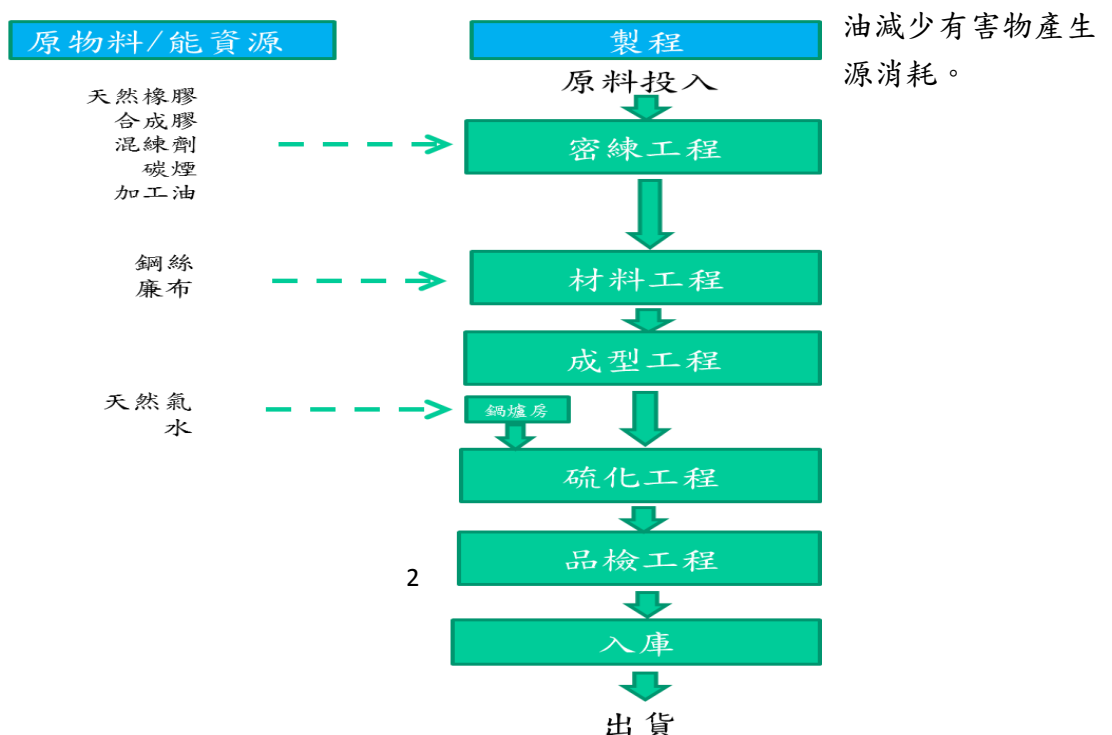 原物料/能資源
製程
油減少有害物產生
源消耗。
原料投入
天然橡膠
合成膠
混練劑
碳煙
加工油
密練工程
鋼絲
廉布
材料工程
成型工程
天然氣
水
鍋爐房
硫化工程
品檢工程
2
入庫
出貨